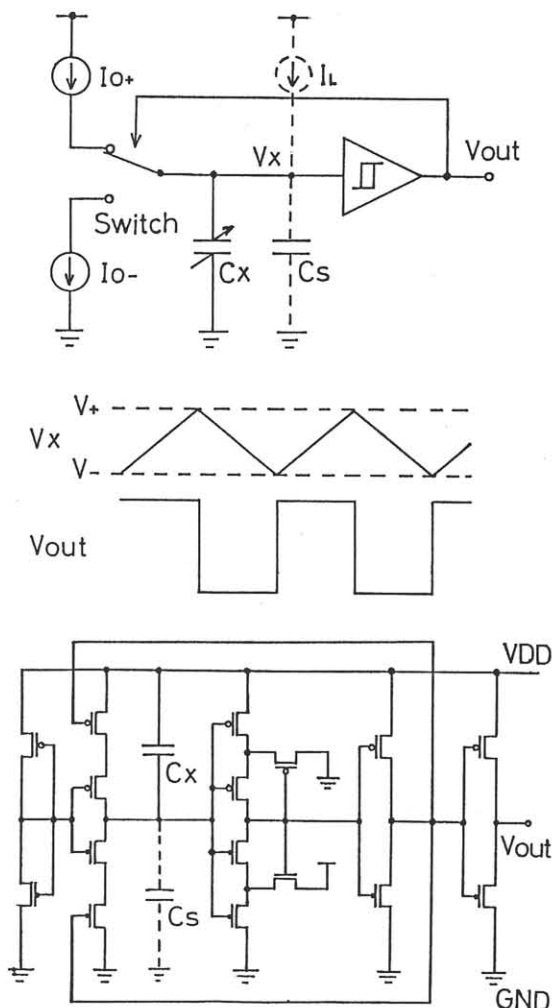 Io+
IL
Vx
Vout
Switch
Io-
Cx
Cs
V+
Vx
V-
Vout
VDD
Cx
Vout
Cs
GND